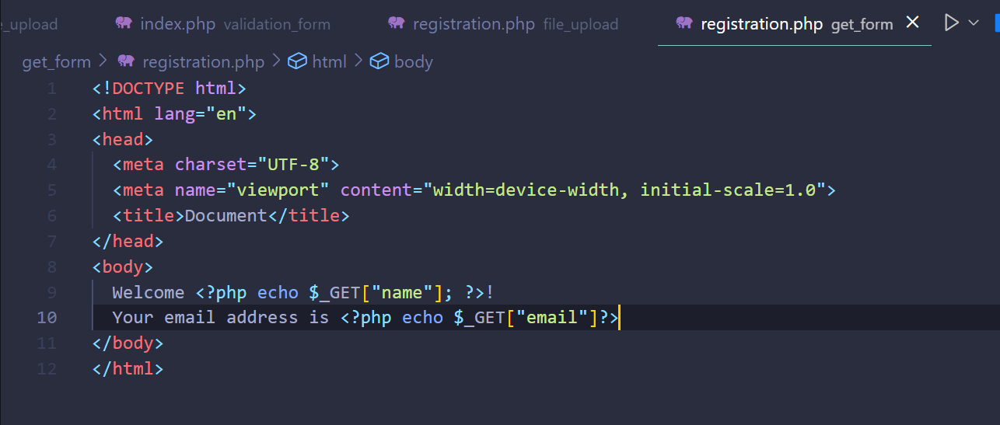 e_upload index.php validation_form registration.php file_upload registration.php get_form
get_form > registration.php > html > body
1 <!DOCTYPE html>
2 <html lang="en">
3 <head>
4   <meta charset="UTF-8">
5   <meta name="viewport" content="width=device-width, initial-scale=1.0">
6   <title>Document</title>
7 </head>
8 <body>
9   Welcome <?php echo $_GET["name"]; ?>!
10   Your email address is <?php echo $_GET["email"]?>
11 </body>
12 </html>